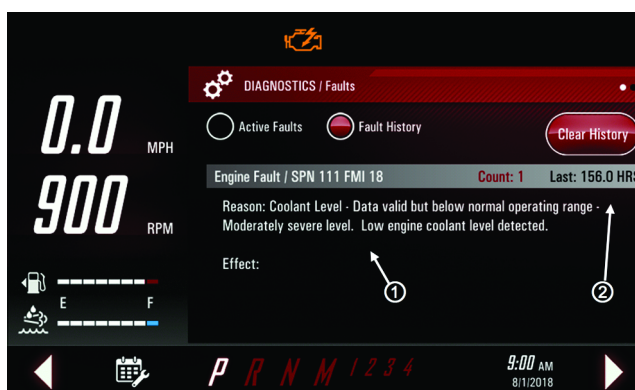 DIAGNOSTICS / Faults
Active Faults
Fault History
Clear History
0.0 MPH
900 RPM
Engine Fault / SPN 111 FMI 18
Count: 1
Last: 156.0 HRS
Reason: Coolant Level - Data valid but below normal operating range -
Moderately severe level. Low engine coolant level detected.
Effect:
1
2
E
F
P R N M 1 2 3 4
9:00 AM
8/1/2018